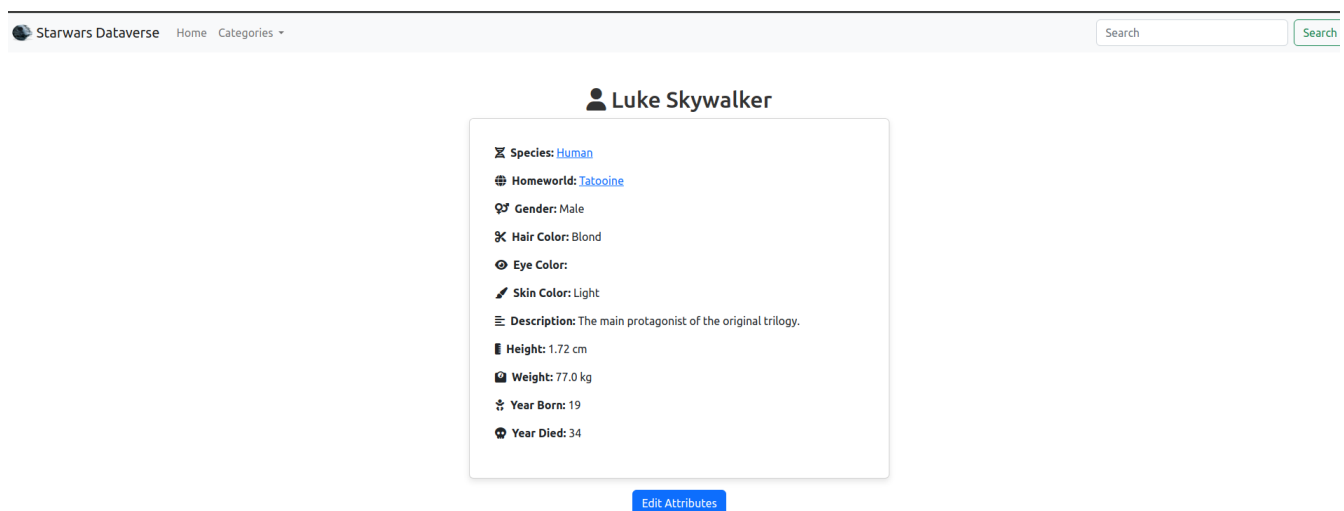 Starwars Dataverse Home Categories Search Search
Luke Skywalker
Species: Human
Homeworld: Tatooine
Gender: Male
Hair Color: Blond
Eye Color:
Skin Color: Light
Description: The main protagonist of the original trilogy.
Height: 1.72 cm
Weight: 77.0 kg
Year Born: 19
Year Died: 34
Edit Attributes